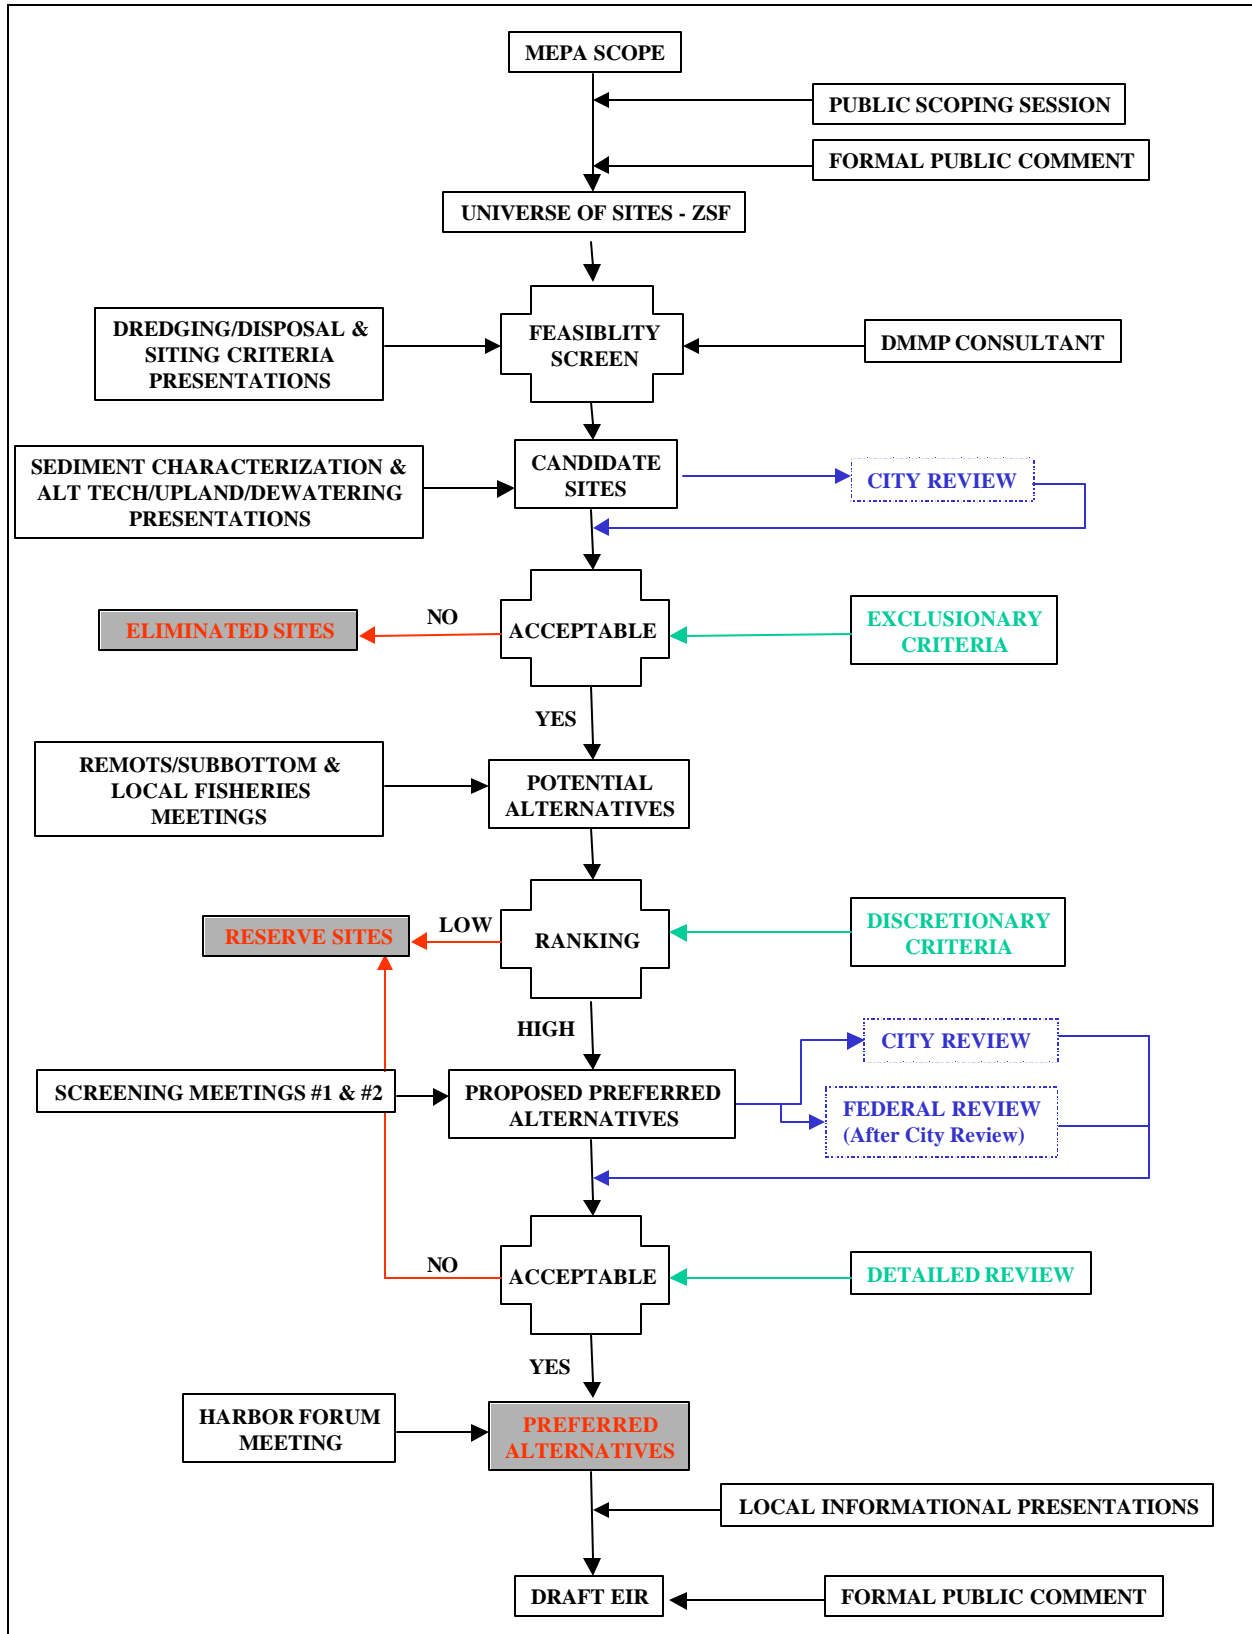 MEPA SCOPE
PUBLIC SCOPING SESSION
FORMAL PUBLIC COMMENT
UNIVERSE OF SITES - ZSF
DREDGING/DISPOSAL &
SITING CRITERIA
PRESENTATIONS
FEASIBLITY
SCREEN
DMMP CONSULTANT
SEDIMENT CHARACTERIZATION &
ALT TECH/UPLAND/DEWATERING
PRESENTATIONS
CANDIDATE
SITES
CITY REVIEW
ELIMINATED SITES
NO
ACCEPTABLE
EXCLUSIONARY
CRITERIA
YES
REMOTS/SUBBOTTOM &
LOCAL FISHERIES
MEETINGS
POTENTIAL
ALTERNATIVES
RESERVE SITES
LOW
RANKING
DISCRETIONARY
CRITERIA
HIGH
SCREENING MEETINGS #1 & #2
PROPOSED PREFERRED
ALTERNATIVES
CITY REVIEW
FEDERAL REVIEW
(After City Review)
NO
ACCEPTABLE
DETAILED REVIEW
YES
HARBOR FORUM
MEETING
PREFERRED
ALTERNATIVES
LOCAL INFORMATIONAL PRESENTATIONS
DRAFT EIR
FORMAL PUBLIC COMMENT